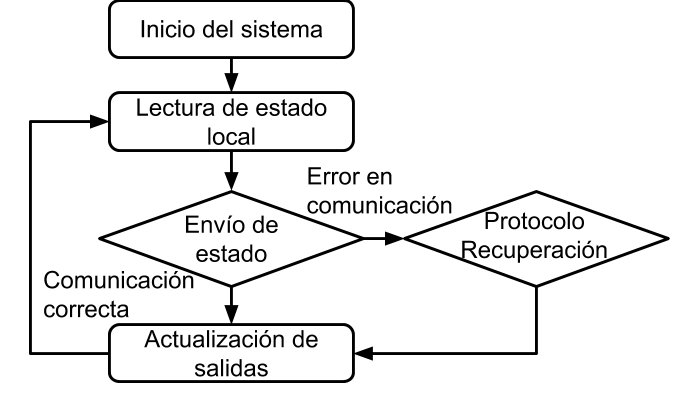 Inicio del sistema
Lectura de estado
local
Error en
comunicación
Envío de
estado
Protocolo
Recuperación
Comunicación
correcta
Actualización de
salidas